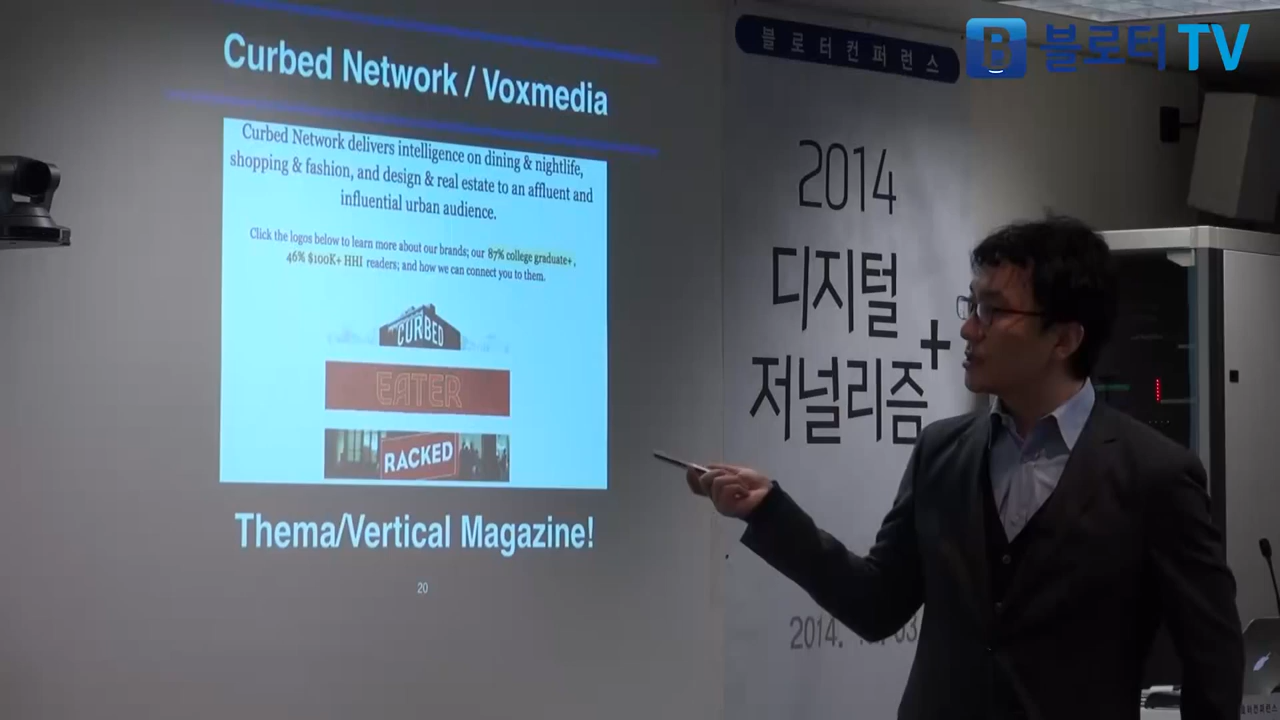 Curbed Network / Voxmedia
Curbed Network delivers intelligence on dining & nightlife,
shopping & fashion, and design & real estate to an affluent and
influential urban audience.
Click the logos below to learn more about our brands; our 87% college graduate+,
46% $100K+ HHI readers; and how we can connect you to them.
CURBED
EATER
RACKED
Thema/Vertical Magazine!
20
블로터컨퍼런스
2014
디지털
저널리즘
+
2014.
03
B 블로터TV